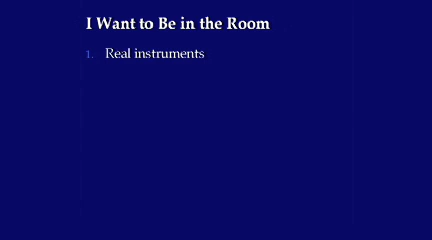 I Want to Be in the Room
1. Real instruments